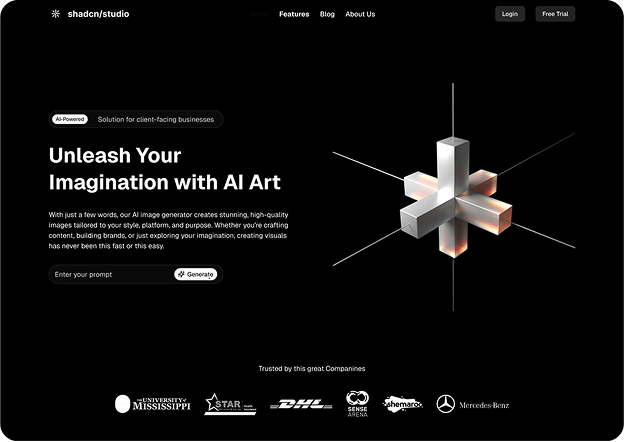 shadcn/studio
Features
Blog
About Us
Login
Free Trial
AI-Powered
Solution for client-facing businesses
Unleash Your
Imagination with AI Art
With just a few words, our AI image generator creates stunning, high-quality
images tailored to your style, platform, and purpose. Whether you're crafting
content, building brands, or just exploring your imagination, creating visuals
has never been this fast or this easy.
Enter your prompt
Generate
Trusted by this great Companines
THE UNIVERSITY of
MISSISSIPPI
STAR
Health
Insurance
DHL
SENSE
ARENA
shemaroo
Mercedes-Benz